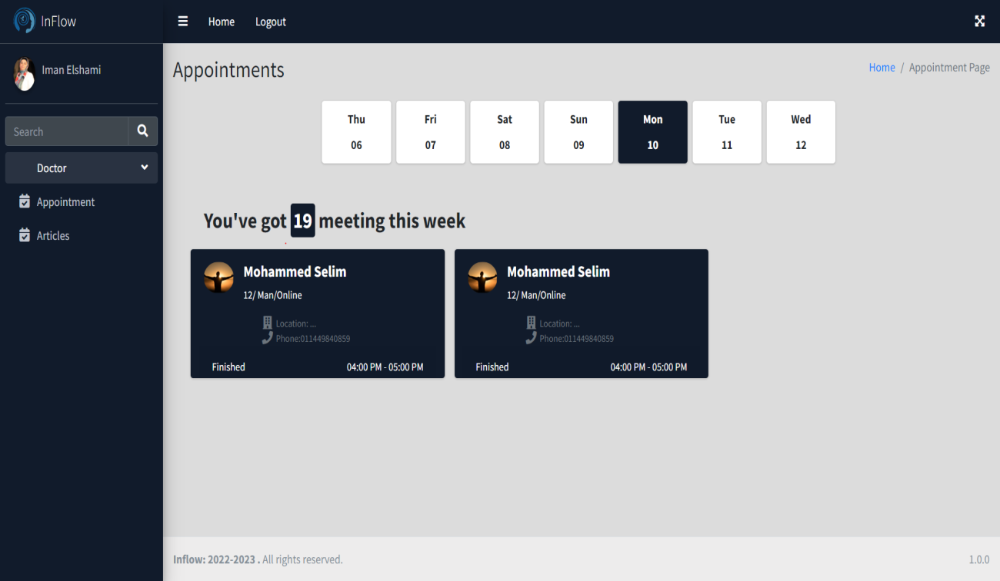 InFlow
Home Logout
Iman Elshami
Search
Doctor
Appointment
Articles
Appointments
Home / Appointment Page
Thu Fri Sat Sun Mon Tue Wed
06 07 08 09 10 11 12
You've got 19 meeting this week
Mohammed Selim
12/ Man/Online
Location: ...
Phone:011449840859
Finished 04:00 PM - 05:00 PM
Mohammed Selim
12/ Man/Online
Location: ...
Phone:011449840859
Finished 04:00 PM - 05:00 PM
Inflow: 2022-2023 . All rights reserved.
1.0.0